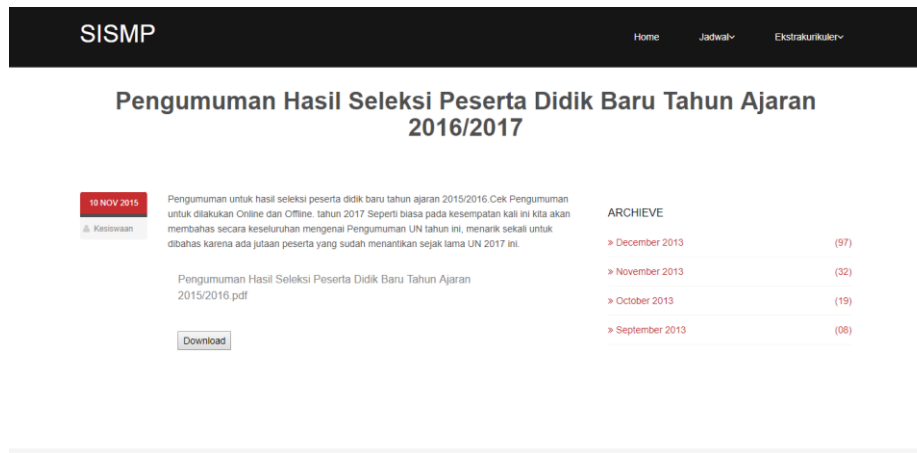 SISMP
Home Jadwal Ekstrakurikuler
Pengumuman Hasil Seleksi Peserta Didik Baru Tahun Ajaran
2016/2017
10 NOV 2015
Kesiswaan
Pengumuman untuk hasil seleksi peserta didik baru tahun ajaran 2015/2016.Cek Pengumuman
untuk dilakukan Online dan Offline. tahun 2017 Seperti biasa pada kesempatan kali ini kita akan
membahas secara keseluruhan mengenai Pengumuman UN tahun ini, menarik sekali untuk
dibahas karena ada jutaan peserta yang sudah menantikan sejak lama UN 2017 ini.
Pengumuman Hasil Seleksi Peserta Didik Baru Tahun Ajaran
2015/2016.pdf
Download
ARCHIEVE
» December 2013 (97)
» November 2013 (32)
» October 2013 (19)
» September 2013 (08)